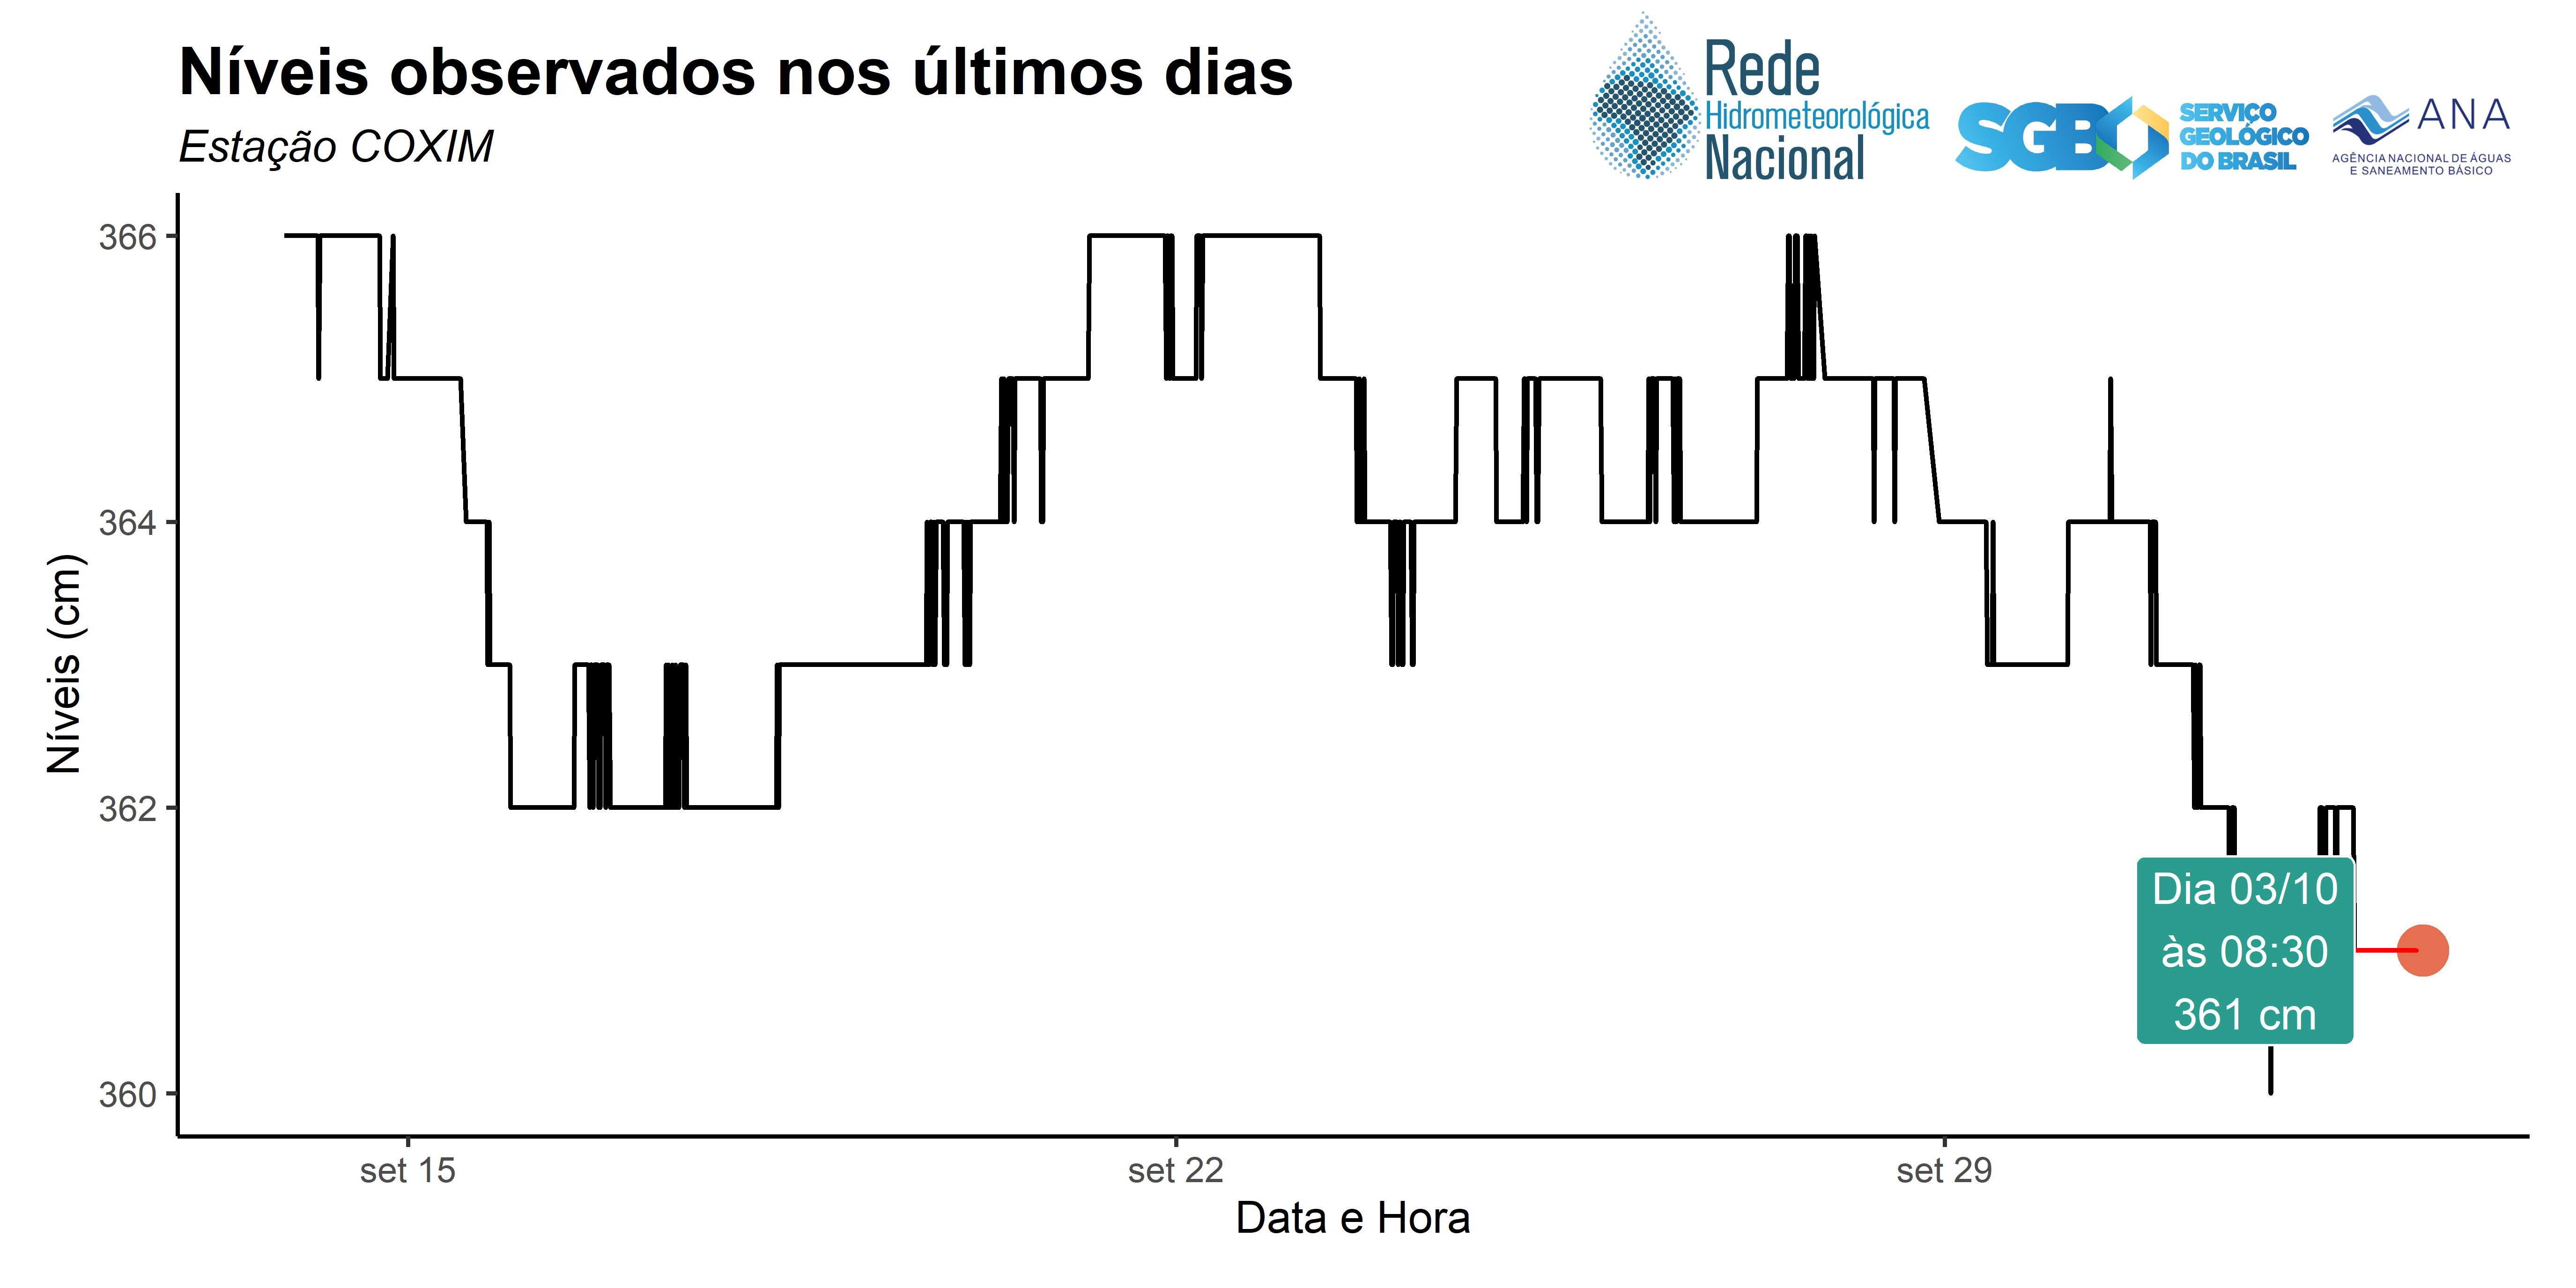 Níveis observados nos últimos dias
Estação COXIM
Rede
Hidrometeorológica
Nacional
SGB
SERVIÇO
GEOLÓGICO
DO BRASIL
ANA
AGÊNCIA NACIONAL DE ÁGUAS
E SANEAMENTO BÁSICO
Níveis (cm)
366
364
362
360
Dia 03/10
às 08:30
361 cm
set 15
set 22
set 29
Data e Hora